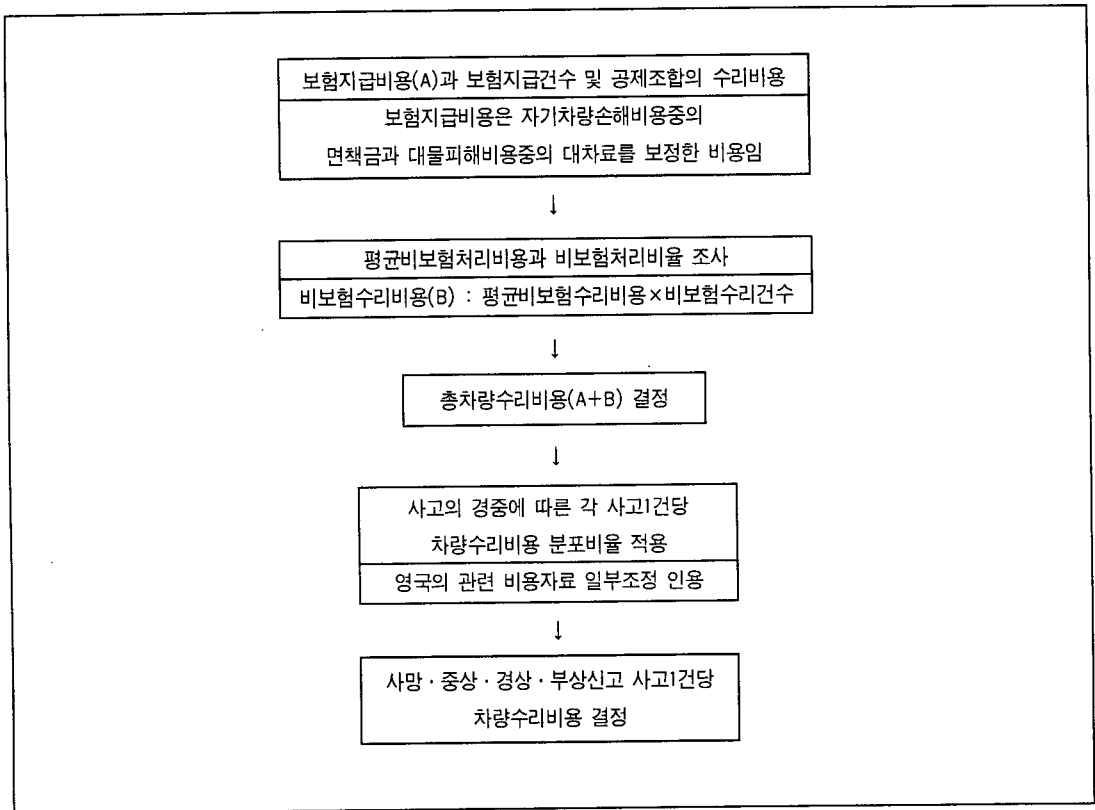 보험지급비용(A)과 보험지급건수 및 공제조합의 수리비용
보험지급비용은 자기차량손해비용중의
면책금과 대물피해비용중의 대차료를 보정한 비용임
↓
평균비보험처리비용과 비보험처리비율 조사
비보험수리비용(B) : 평균비보험수리비용×비보험수리건수
↓
총차량수리비용(A+B) 결정
↓
사고의 경중에 따른 각 사고1건당
차량수리비용 분포비율 적용
영국의 관련 비용자료 일부조정 인용
↓
사망·중상·경상·부상신고 사고1건당
차량수리비용 결정